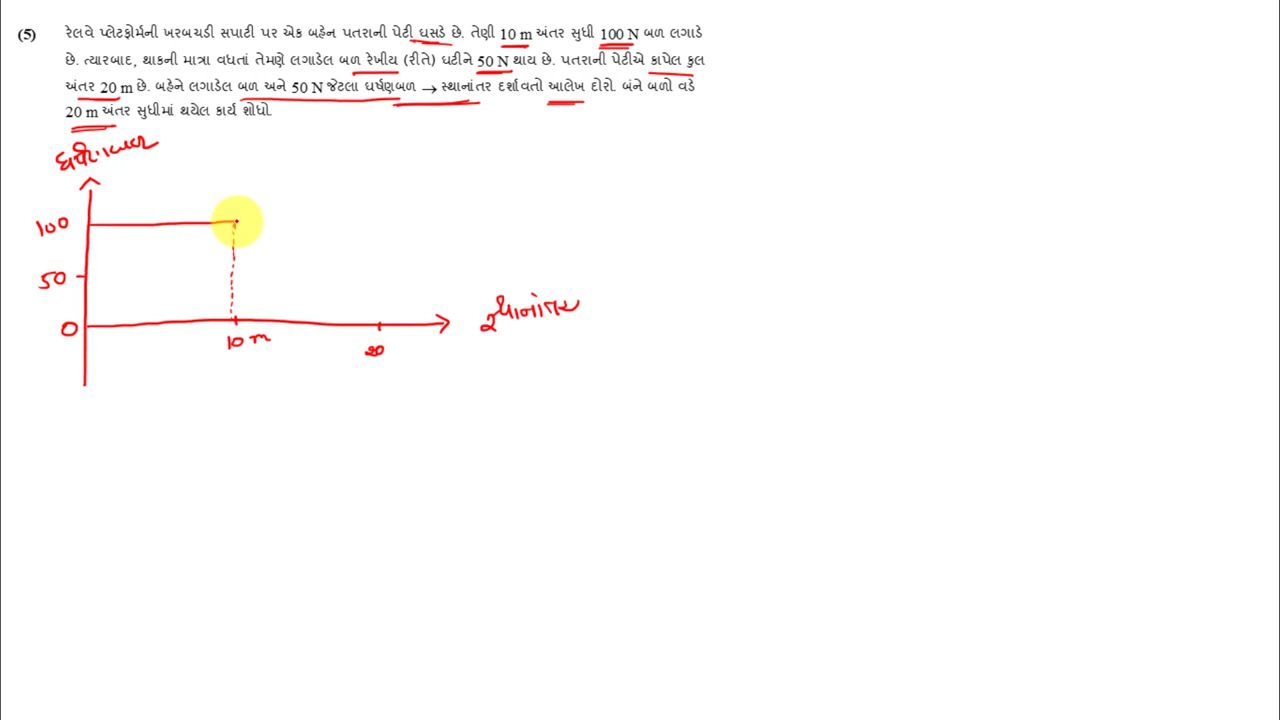 (5) રેલવે પ્લેટફોર્મની ખરબચડી સપાટી પર એક બહેન પતરાની પેટી ઘસડે છે. તેણી 10 m અંતર સુધી 100 N બળ લગાડે
છે. ત્યારબાદ, થાકની માત્રા વધતાં તેમણે લગાડેલ બળ રેખીય (રીતે) ઘટીને 50 N થાય છે. પતરાની પેટીએ કાપેલ કુલ
અંતર 20 m છે. બહેને લગાડેલ બળ અને 50 N જેટલા ઘર્ષણબળ → સ્થાનાંતર દર્શાવતો આલેખ દોરો. બંને બળો વડે
20 m અંતર સુધીમાં થયેલ કાર્ય શોધો.
100
50
0
10 m
20
સ્થાનાંતર